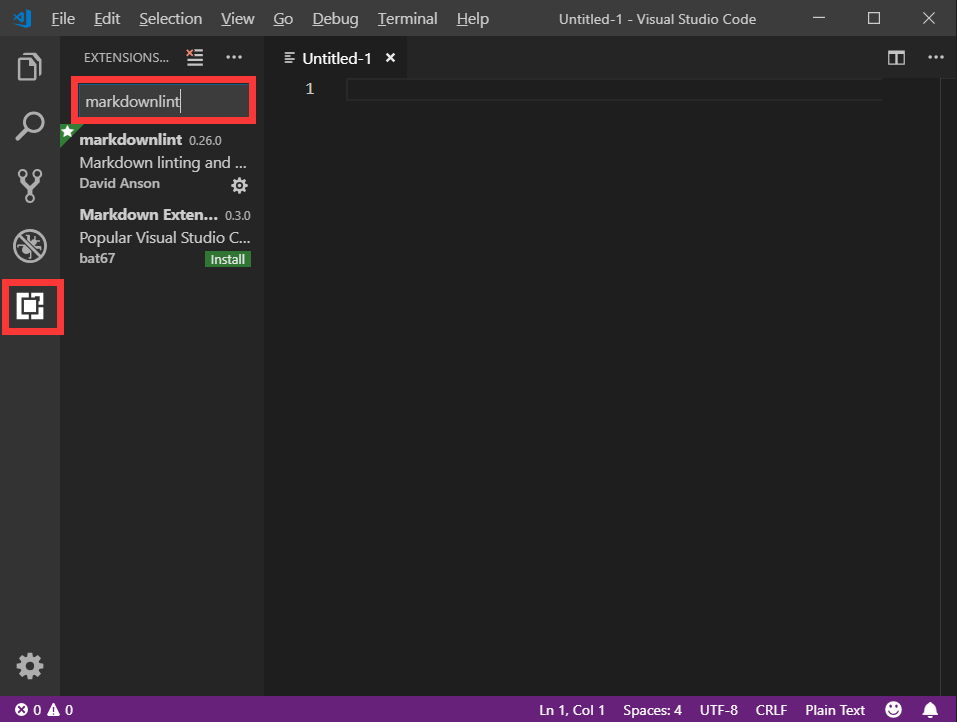 File Edit Selection View Go Debug Terminal Help Untitled-1 - Visual Studio Code
EXTENSIONS...
Untitled-1
markdownlint
1
markdownlint 0.26.0
Markdown linting and ...
David Anson
Markdown Exten... 0.3.0
Popular Visual Studio C...
bat67 Install
0 0 Ln 1, Col 1 Spaces: 4 UTF-8 CRLF Plain Text